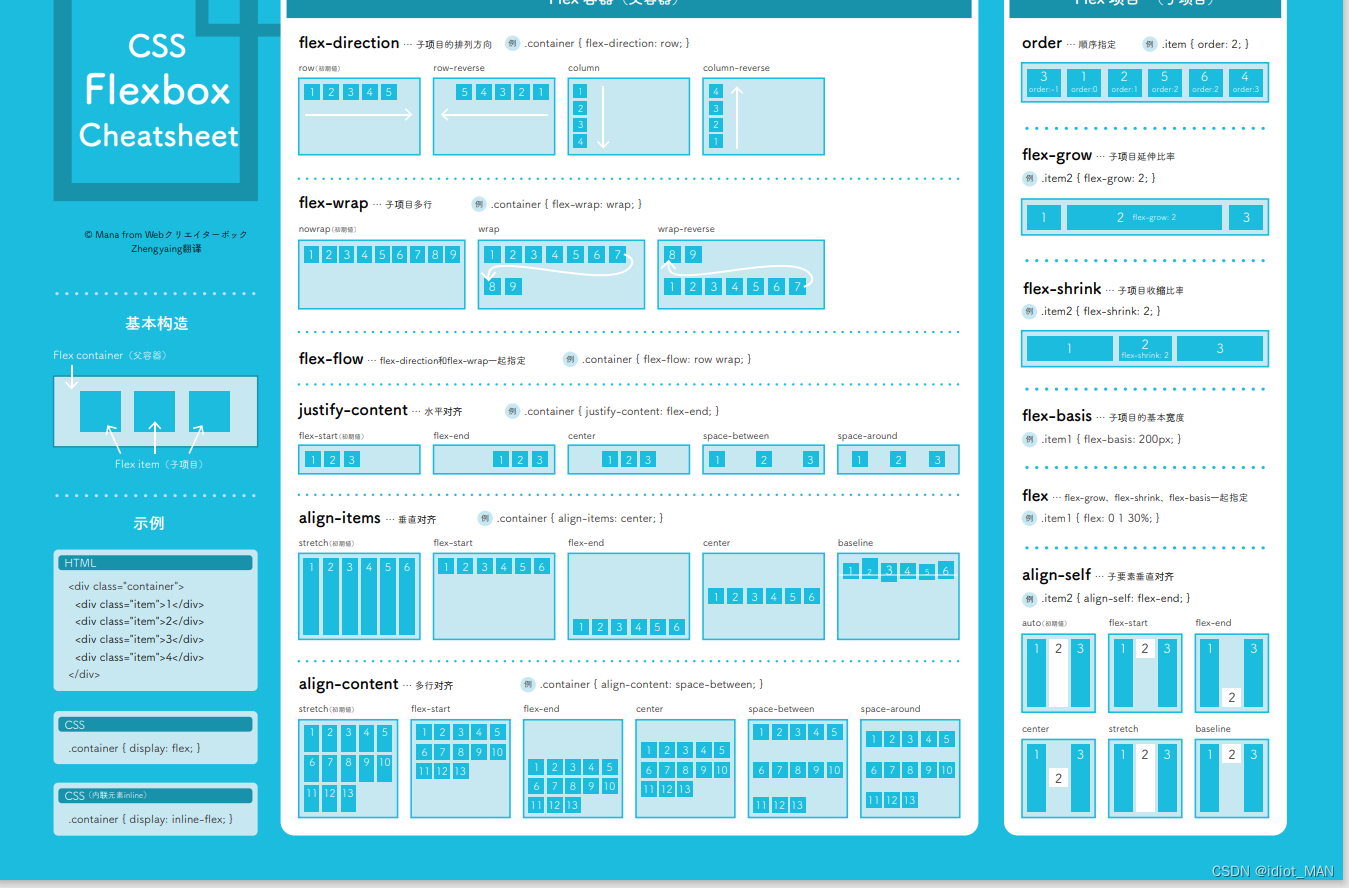 CSS
Flexbox
Cheatsheet
© Mana from Webクリエイターボックス
Zhengyaing翻译
基本构造
Flex container（父容器）
Flex item（子项目）
示例
HTML
<div class="container">
<div class="item">1</div>
<div class="item">2</div>
<div class="item">3</div>
<div class="item">4</div>
</div>
CSS
.container { display: flex; }
CSS（内联元素inline）
.container { display: inline-flex; }
Flex 容器（父容器）
flex-direction … 子项目的排列方向 例 .container { flex-direction: row; }
row(初期値) row-reverse column column-reverse
1 2 3 4 5
5 4 3 2 1
1
2
3
4
4
3
2
1
flex-wrap … 子项目多行 例 .container { flex-wrap: wrap; }
nowrap(初期値) wrap wrap-reverse
1 2 3 4 5 6 7 8 9
1 2 3 4 5 6 7
8 9
8 9
1 2 3 4 5 6 7
flex-flow … flex-direction和flex-wrap一起指定 例 .container { flex-flow: row wrap; }
justify-content … 水平对齐 例 .container { justify-content: flex-end; }
flex-start(初期値) flex-end center space-between space-around
1 2 3 1 2 3 1 2 3 1 2 3 1 2 3
align-items … 垂直对齐 例 .container { align-items: center; }
stretch(初期値) flex-start flex-end center baseline
1 2 3 4 5 6
1 2 3 4 5 6
1 2 3 4 5 6
1 2 3 4 5 6
1 2 3 4 5 6
align-content … 多行对齐 例 .container { align-content: space-between; }
stretch(初期値) flex-start flex-end center space-between space-around
1 2 3 4 5
6 7 8 9 10
11 12 13
1 2 3 4 5
6 7 8 9 10
11 12 13
1 2 3 4 5
6 7 8 9 10
11 12 13
1 2 3 4 5
6 7 8 9 10
11 12 13
1 2 3 4 5
6 7 8 9 10
11 12 13
1 2 3 4 5
6 7 8 9 10
11 12 13
Flex 项目（子项目）
order … 顺序指定 例 .item { order: 2; }
3 1 2 5 6 4
order:-1 order:0 order:1 order:2 order:2 order:3
flex-grow … 子项目延伸比率
例 .item2 { flex-grow: 2; }
1 2 flex-grow: 2 3
flex-shrink … 子项目收缩比率
例 .item2 { flex-shrink: 2; }
1 2 3
flex-shrink: 2
flex-basis … 子项目的基本宽度
例 .item1 { flex-basis: 200px; }
flex … flex-grow、flex-shrink、flex-basis一起指定
例 .item1 { flex: 0 1 30%; }
align-self … 子要素垂直对齐
例 .item2 { align-self: flex-end; }
auto(初期値) flex-start flex-end
1 2 3 1 2 3 1 2 3
center stretch baseline
1 2 3 1 2 3 1 2 3
CSDN @idiot_MAN